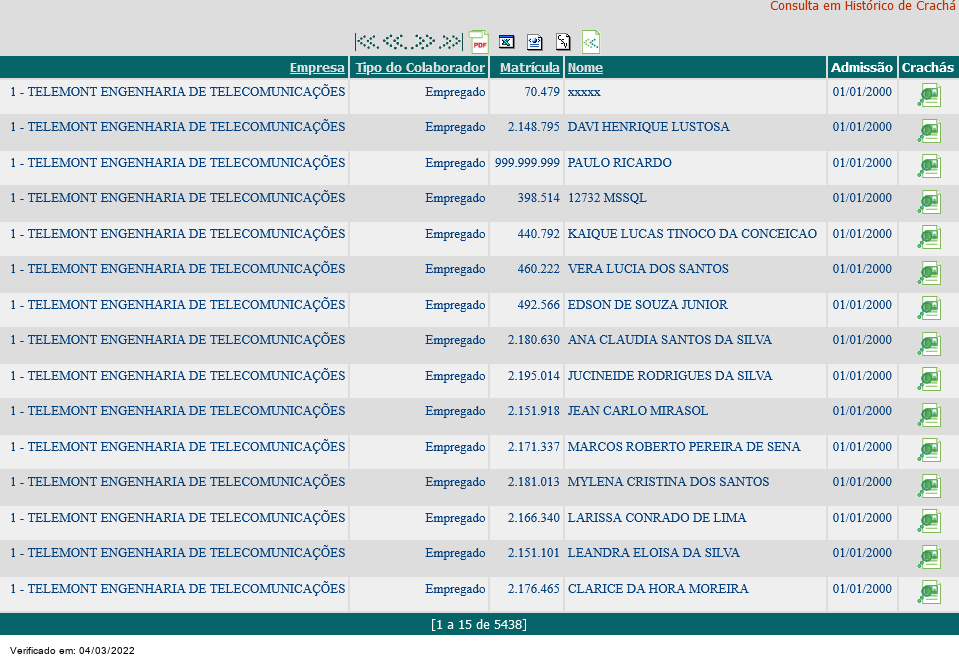 Consulta em Histórico de Crachá
PDF
Empresa Tipo do Colaborador Matrícula Nome Admissão Crachás
1 - TELEMONT ENGENHARIA DE TELECOMUNICAÇÕES Empregado 70.479 xxxxx 01/01/2000
1 - TELEMONT ENGENHARIA DE TELECOMUNICAÇÕES Empregado 2.148.795 DAVI HENRIQUE LUSTOSA 01/01/2000
1 - TELEMONT ENGENHARIA DE TELECOMUNICAÇÕES Empregado 999.999.999 PAULO RICARDO 01/01/2000
1 - TELEMONT ENGENHARIA DE TELECOMUNICAÇÕES Empregado 398.514 12732 MSSQL 01/01/2000
1 - TELEMONT ENGENHARIA DE TELECOMUNICAÇÕES Empregado 440.792 KAIQUE LUCAS TINOCO DA CONCEICAO 01/01/2000
1 - TELEMONT ENGENHARIA DE TELECOMUNICAÇÕES Empregado 460.222 VERA LUCIA DOS SANTOS 01/01/2000
1 - TELEMONT ENGENHARIA DE TELECOMUNICAÇÕES Empregado 492.566 EDSON DE SOUZA JUNIOR 01/01/2000
1 - TELEMONT ENGENHARIA DE TELECOMUNICAÇÕES Empregado 2.180.630 ANA CLAUDIA SANTOS DA SILVA 01/01/2000
1 - TELEMONT ENGENHARIA DE TELECOMUNICAÇÕES Empregado 2.195.014 JUCINEIDE RODRIGUES DA SILVA 01/01/2000
1 - TELEMONT ENGENHARIA DE TELECOMUNICAÇÕES Empregado 2.151.918 JEAN CARLO MIRASOL 01/01/2000
1 - TELEMONT ENGENHARIA DE TELECOMUNICAÇÕES Empregado 2.171.337 MARCOS ROBERTO PEREIRA DE SENA 01/01/2000
1 - TELEMONT ENGENHARIA DE TELECOMUNICAÇÕES Empregado 2.181.013 MYLENA CRISTINA DOS SANTOS 01/01/2000
1 - TELEMONT ENGENHARIA DE TELECOMUNICAÇÕES Empregado 2.166.340 LARISSA CONRADO DE LIMA 01/01/2000
1 - TELEMONT ENGENHARIA DE TELECOMUNICAÇÕES Empregado 2.151.101 LEANDRA ELOISA DA SILVA 01/01/2000
1 - TELEMONT ENGENHARIA DE TELECOMUNICAÇÕES Empregado 2.176.465 CLARICE DA HORA MOREIRA 01/01/2000
[1 a 15 de 5438]
Verificado em: 04/03/2022